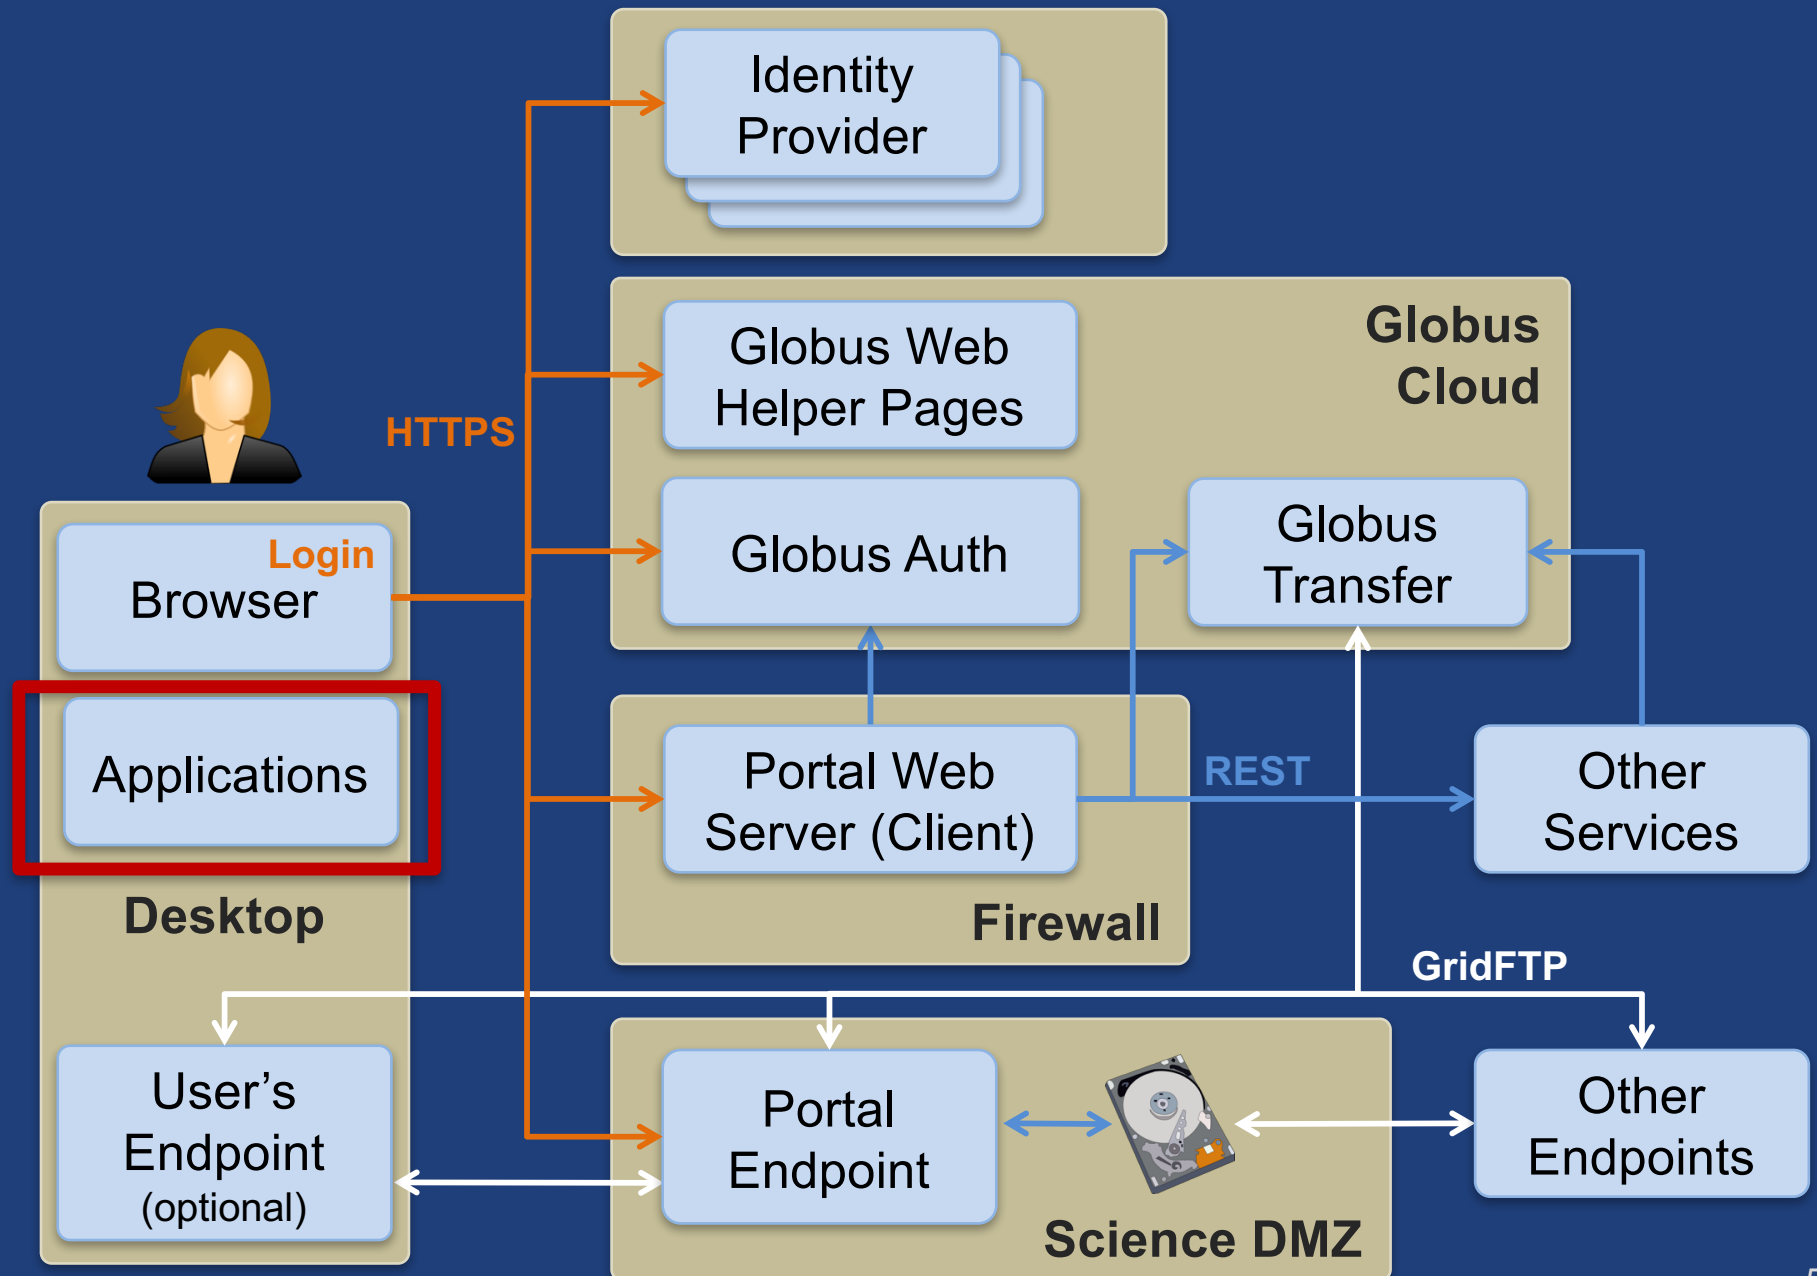 Identity
Provider
Globus Web
Helper Pages
Globus
Cloud
HTTPS
Login
Browser
Globus Auth
Globus
Transfer
Applications
Portal Web
Server (Client)
REST
Other
Services
Desktop
Firewall
GridFTP
User’s
Endpoint
(optional)
Portal
Endpoint
Other
Endpoints
Science DMZ